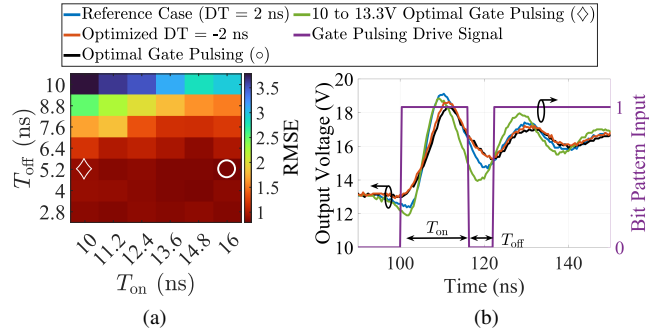 Reference Case (DT = 2 ns)
10 to 13.3V Optimal Gate Pulsing (◇)
Optimized DT = -2 ns
Gate Pulsing Drive Signal
Optimal Gate Pulsing (○)
10
8.8
7.6
6.4
5.2
4
2.8
T_off (ns)
10
11.2
12.4
13.6
14.8
16
T_on (ns)
3.5
3
2.5
2
1.5
1
RMSE
(a)
20
18
16
14
12
10
Output Voltage (V)
T_on
T_off
100
120
140
Time (ns)
1
0
Bit Pattern Input
(b)